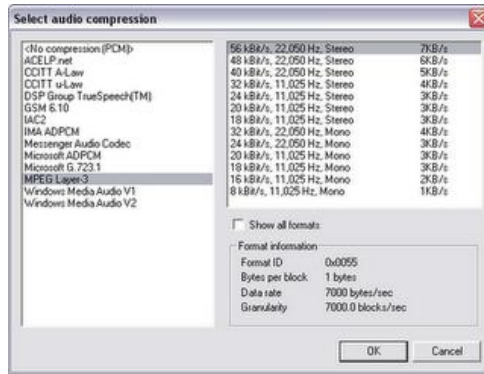 Select audio compression
<No compression (PCM)>
ACELP.net
CCITT A-Law
CCITT u-Law
DSP Group TrueSpeech(TM)
GSM 6.10
IAC2
IMA ADPCM
Messenger Audio Codec
Microsoft ADPCM
Microsoft G.723.1
MPEG Layer-3
Windows Media Audio V1
Windows Media Audio V2
56 kBit/s, 22,050 Hz, Stereo 7KB/s
48 kBit/s, 22,050 Hz, Stereo 6KB/s
40 kBit/s, 22,050 Hz, Stereo 5KB/s
32 kBit/s, 11,025 Hz, Stereo 4KB/s
24 kBit/s, 11,025 Hz, Stereo 3KB/s
20 kBit/s, 11,025 Hz, Stereo 3KB/s
18 kBit/s, 11,025 Hz, Stereo 3KB/s
32 kBit/s, 22,050 Hz, Mono 4KB/s
24 kBit/s, 22,050 Hz, Mono 3KB/s
20 kBit/s, 11,025 Hz, Mono 3KB/s
18 kBit/s, 11,025 Hz, Mono 3KB/s
16 kBit/s, 11,025 Hz, Mono 2KB/s
8 kBit/s, 11,025 Hz, Mono 1KB/s
Show all formats
Format information
Format ID 0x0055
Bytes per block 1 bytes
Data rate 7000 bytes/sec
Granularity 7000.0 blocks/sec
OK Cancel